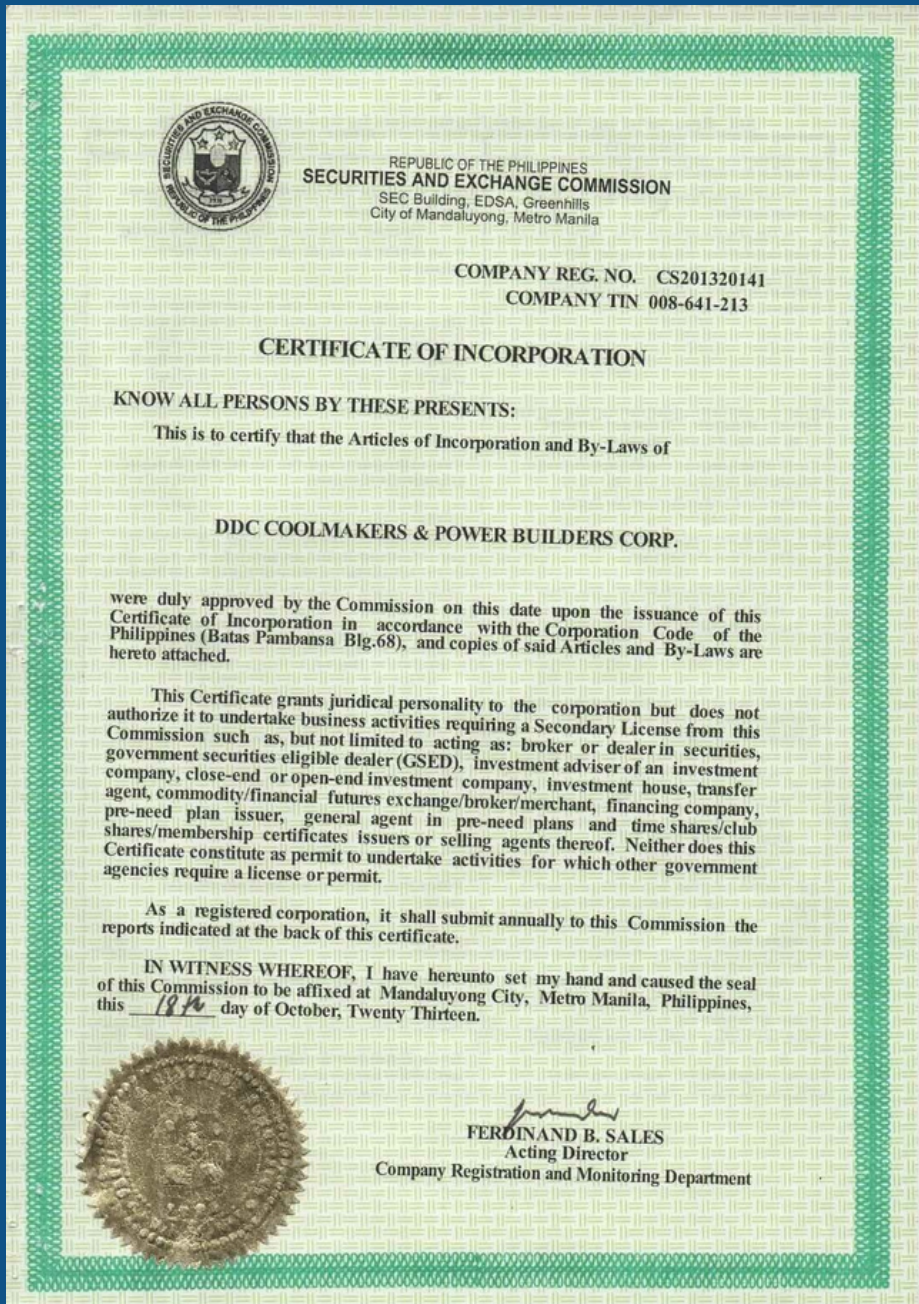 SECURITIES AND EXCHANGE COMMISSION
REPUBLIC OF THE PHILIPPINES
REPUBLIC OF THE PHILIPPINES
SECURITIES AND EXCHANGE COMMISSION
SEC Building, EDSA, Greenhills
City of Mandaluyong, Metro Manila
COMPANY REG. NO. CS201320141
COMPANY TIN 008-641-213
CERTIFICATE OF INCORPORATION
KNOW ALL PERSONS BY THESE PRESENTS:
This is to certify that the Articles of Incorporation and By-Laws of
DDC COOLMAKERS & POWER BUILDERS CORP.
were duly approved by the Commission on this date upon the issuance of this
Certificate of Incorporation in accordance with the Corporation Code of the
Philippines (Batas Pambansa Blg.68), and copies of said Articles and By-Laws are
hereto attached.
This Certificate grants juridical personality to the corporation but does not
authorize it to undertake business activities requiring a Secondary License from this
Commission such as, but not limited to acting as: broker or dealer in securities,
government securities eligible dealer (GSED), investment adviser of an investment
company, close-end or open-end investment company, investment house, transfer
agent, commodity/financial futures exchange/broker/merchant, financing company,
pre-need plan issuer, general agent in pre-need plans and time shares/club
shares/membership certificates issuers or selling agents thereof. Neither does this
Certificate constitute as permit to undertake activities for which other government
agencies require a license or permit.
As a registered corporation, it shall submit annually to this Commission the
reports indicated at the back of this certificate.
IN WITNESS WHEREOF, I have hereunto set my hand and caused the seal
of this Commission to be affixed at Mandaluyong City, Metro Manila, Philippines,
this 18th day of October, Twenty Thirteen.
FERDINAND B. SALES
Acting Director
Company Registration and Monitoring Department